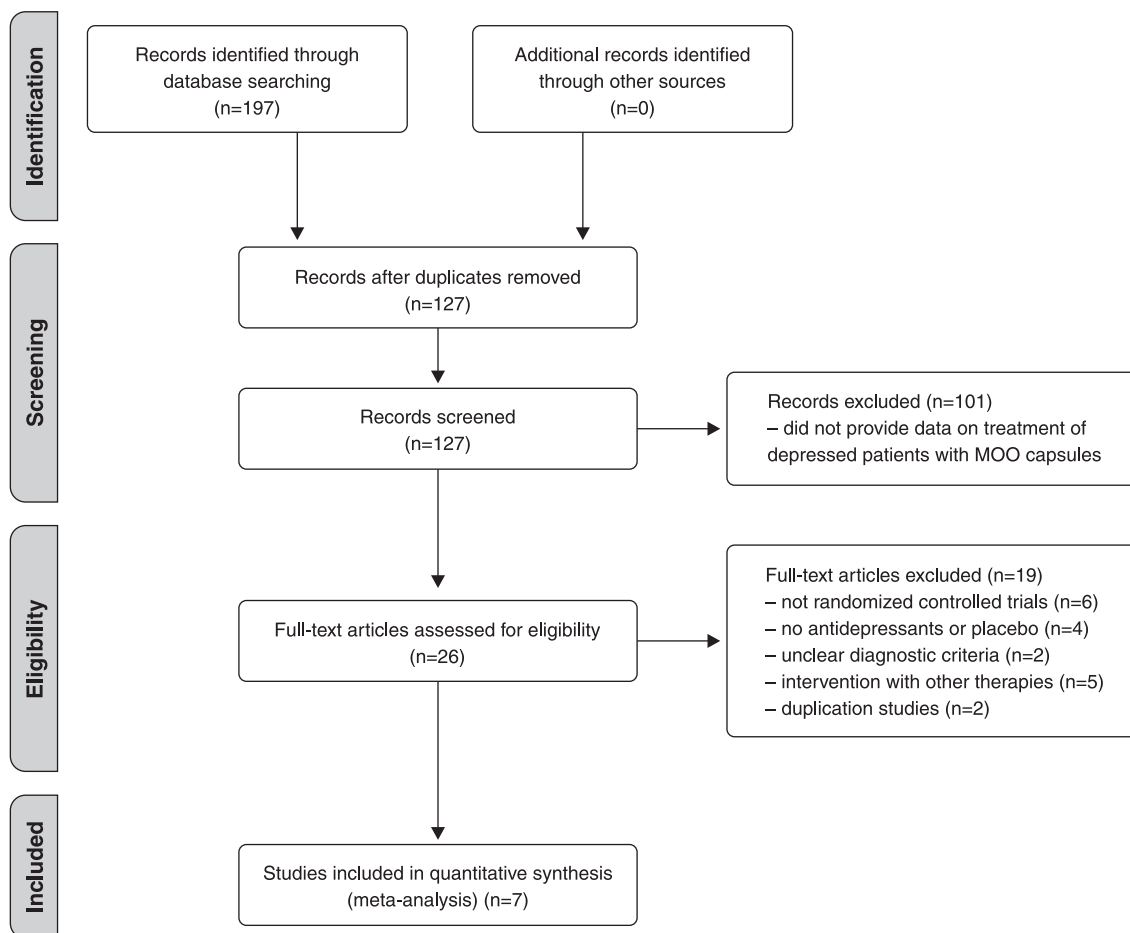 Identification
Records identified through
database searching
(n=197)
Additional records identified
through other sources
(n=0)
Screening
Records after duplicates removed
(n=127)
Records screened
(n=127)
Records excluded (n=101)
– did not provide data on treatment of
depressed patients with MOO capsules
Eligibility
Full-text articles assessed for eligibility
(n=26)
Full-text articles excluded (n=19)
– not randomized controlled trials (n=6)
– no antidepressants or placebo (n=4)
– unclear diagnostic criteria (n=2)
– intervention with other therapies (n=5)
– duplication studies (n=2)
Included
Studies included in quantitative synthesis
(meta-analysis) (n=7)